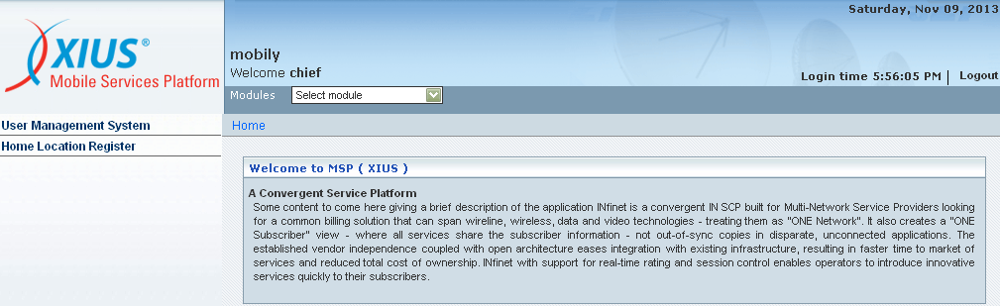 Saturday, Nov 09, 2013
XIUS®
Mobile Services Platform
mobily
Welcome chief
Login time 5:56:05 PM | Logout
Modules Select module
User Management System
Home Location Register
Home
Welcome to MSP ( XIUS )
A Convergent Service Platform
Some content to come here giving a brief description of the application INfinet is a convergent IN SCP built for Multi-Network Service Providers looking
for a common billing solution that can span wireline, wireless, data and video technologies - treating them as "ONE Network". It also creates a "ONE
Subscriber" view - where all services share the subscriber information - not out-of-sync copies in disparate, unconnected applications. The
established vendor independence coupled with open architecture eases integration with existing infrastructure, resulting in faster time to market of
services and reduced total cost of ownership. INfinet with support for real-time rating and session control enables operators to introduce innovative
services quickly to their subscribers.